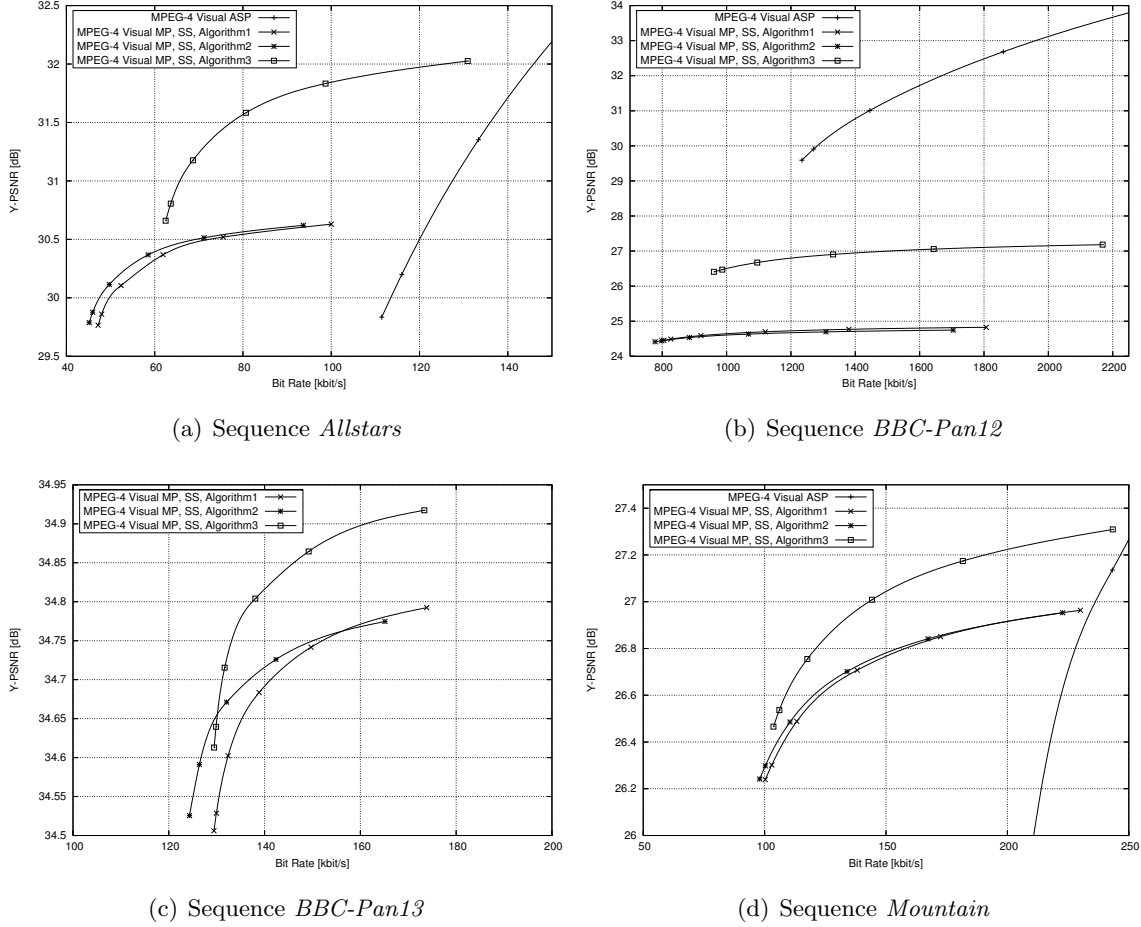 32.5
32
31.5
31
30.5
30
29.5
40
60
80
100
120
140
Y-PSNR [dB]
Bit Rate [kbit/s]
MPEG-4 Visual ASP
MPEG-4 Visual MP, SS, Algorithm1
MPEG-4 Visual MP, SS, Algorithm2
MPEG-4 Visual MP, SS, Algorithm3
(a) Sequence Allstars
34
33
32
31
30
29
28
27
26
25
24
800
1000
1200
1400
1600
1800
2000
2200
Y-PSNR [dB]
Bit Rate [kbit/s]
MPEG-4 Visual ASP
MPEG-4 Visual MP, SS, Algorithm1
MPEG-4 Visual MP, SS, Algorithm2
MPEG-4 Visual MP, SS, Algorithm3
(b) Sequence BBC-Pan12
34.95
34.9
34.85
34.8
34.75
34.7
34.65
34.6
34.55
34.5
100
120
140
160
180
200
Y-PSNR [dB]
Bit Rate [kbit/s]
MPEG-4 Visual MP, SS, Algorithm1
MPEG-4 Visual MP, SS, Algorithm2
MPEG-4 Visual MP, SS, Algorithm3
(c) Sequence BBC-Pan13
27.4
27.2
27
26.8
26.6
26.4
26.2
26
50
100
150
200
250
Y-PSNR [dB]
Bit Rate [kbit/s]
MPEG-4 Visual ASP
MPEG-4 Visual MP, SS, Algorithm1
MPEG-4 Visual MP, SS, Algorithm2
MPEG-4 Visual MP, SS, Algorithm3
(d) Sequence Mountain